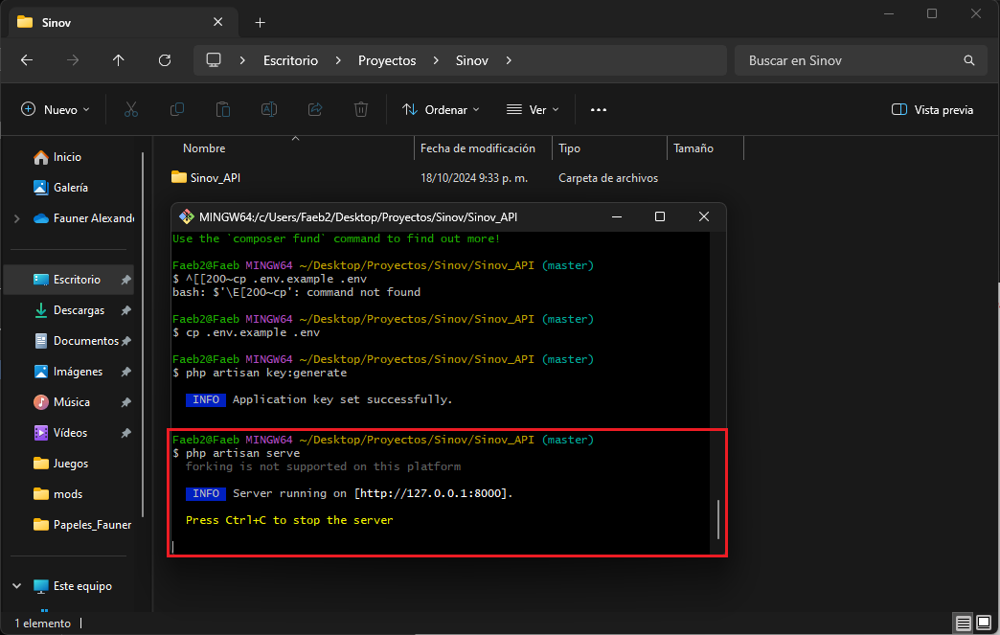 Sinov
Escritorio
Proyectos
Sinov
Buscar en Sinov
Nuevo
Ordenar
Ver
Vista previa
Nombre
Fecha de modificación
Tipo
Tamaño
Sinov_API
18/10/2024 9:33 p. m.
Carpeta de archivos
Inicio
Galería
Fauner Alexand
Escritorio
Descargas
Documentos
Imágenes
Música
Vídeos
Juegos
mods
Papeles_Fauner
Este equipo
MINGW64:/c/Users/Faeb2/Desktop/Proyectos/Sinov/Sinov_API
Use the `composer fund` command to find out more!
Faeb2@Faeb MINGW64 ~/Desktop/Proyectos/Sinov/Sinov_API (master)
$ ^[[200~cp .env.example .env
bash: $'\E[200~cp': command not found
Faeb2@Faeb MINGW64 ~/Desktop/Proyectos/Sinov/Sinov_API (master)
$ cp .env.example .env
Faeb2@Faeb MINGW64 ~/Desktop/Proyectos/Sinov/Sinov_API (master)
$ php artisan key:generate
INFO Application key set successfully.
Faeb2@Faeb MINGW64 ~/Desktop/Proyectos/Sinov/Sinov_API (master)
$ php artisan serve
forking is not supported on this platform
INFO Server running on [http://127.0.0.1:8000].
Press Ctrl+C to stop the server
1 elemento